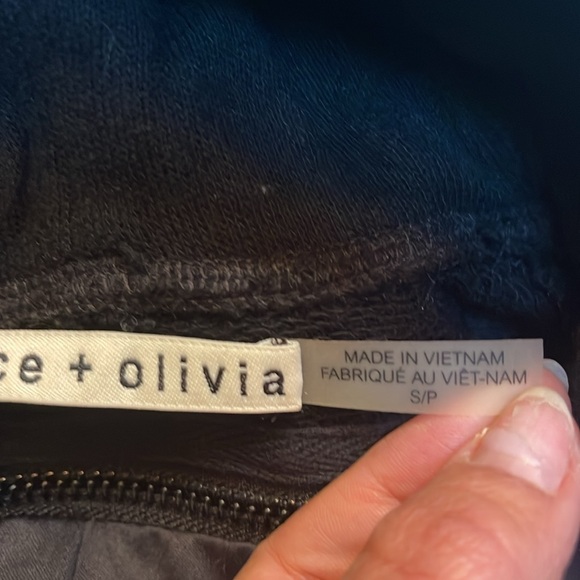 ce + olivia
MADE IN VIETNAM
FABRIQUÉ AU VIÊT-NAM
S/P